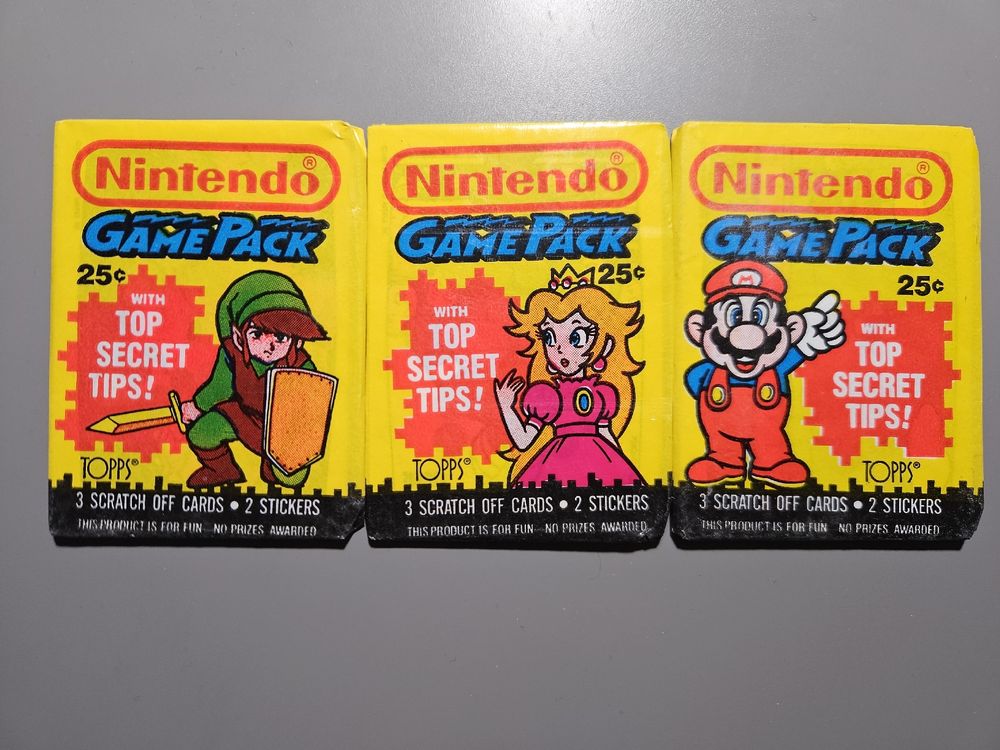 Nintendo®
GAME PACK
25¢
WITH
TOP
SECRET
TIPS!
TOPPS®
3 SCRATCH OFF CARDS • 2 STICKERS
THIS PRODUCT IS FOR FUN NO PRIZES AWARDED
Nintendo®
GAME PACK
25¢
WITH
TOP
SECRET
TIPS!
TOPPS®
3 SCRATCH OFF CARDS • 2 STICKERS
THIS PRODUCT IS FOR FUN NO PRIZES AWARDED
Nintendo®
GAME PACK
25¢
WITH
TOP
SECRET
TIPS!
TOPPS®
3 SCRATCH OFF CARDS • 2 STICKERS
THIS PRODUCT IS FOR FUN NO PRIZES AWARDED